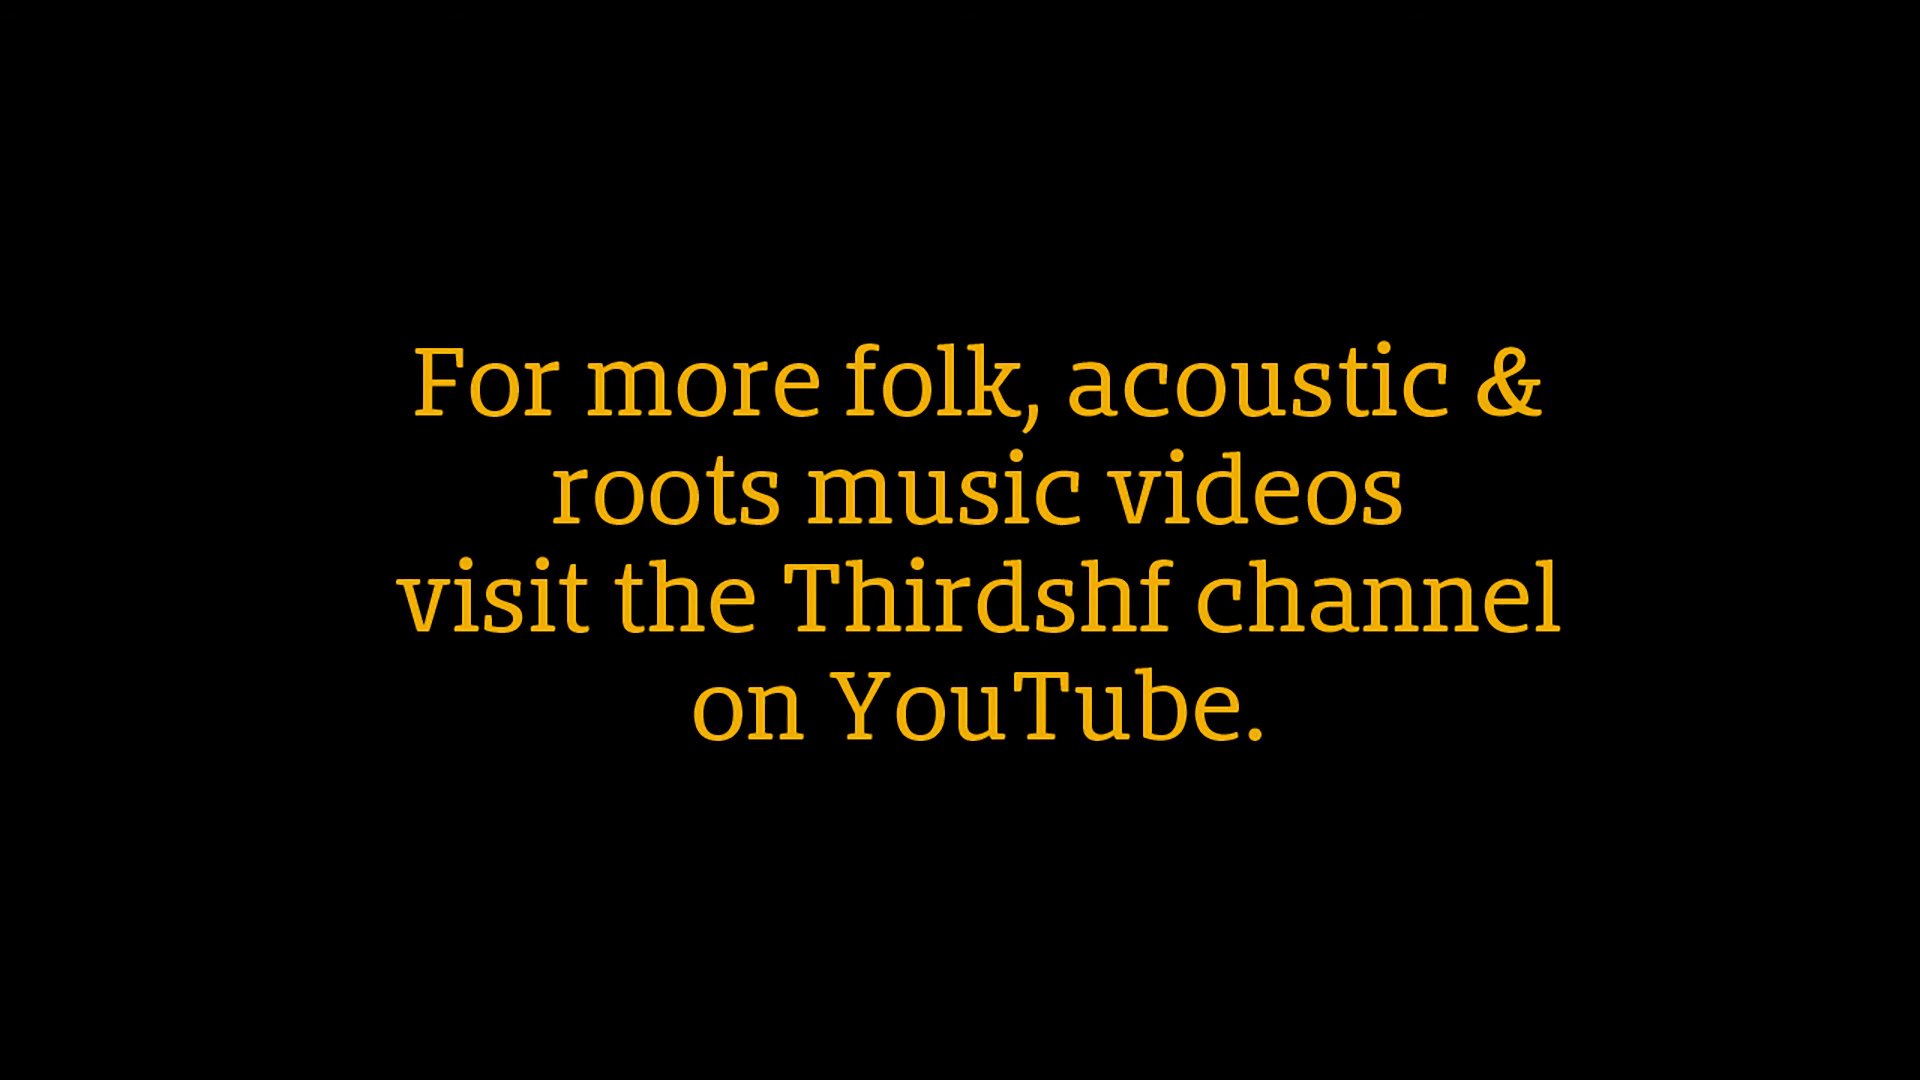 For more folk, acoustic &
roots music videos
visit the Thirdshf channel
on YouTube.